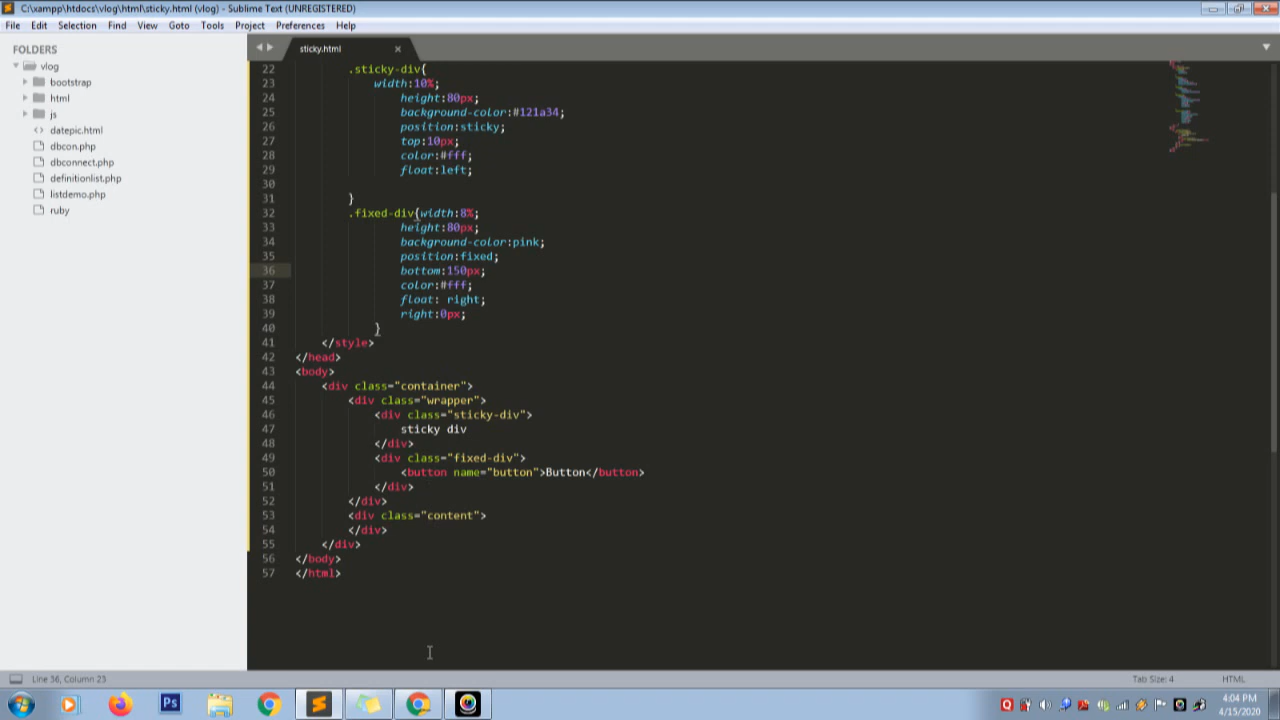 C:\xampp\htdocs\vlog\html\sticky.html (vlog) - Sublime Text (UNREGISTERED)
File Edit Selection Find View Goto Tools Project Preferences Help
FOLDERS
vlog
bootstrap
html
js
datepic.html
dbcon.php
dbconnect.php
definitionlist.php
listdemo.php
ruby
sticky.html
22 .sticky-div{
23 width:10%;
24 height:80px;
25 background-color:#121a34;
26 position:sticky;
27 top:10px;
28 color:#fff;
29 float:left;
30
31 }
32 .fixed-div{width:8%;
33 height:80px;
34 background-color:pink;
35 position:fixed;
36 bottom:150px;
37 color:#fff;
38 float: right;
39 right:0px;
40 }
41 </style>
42 </head>
43 <body>
44 <div class="container">
45 <div class="wrapper">
46 <div class="sticky-div">
47 sticky div
48 </div>
49 <div class="fixed-div">
50 <button name="button">Button</button>
51 </div>
52 </div>
53 <div class="content">
54 </div>
55 </div>
56 </body>
57 </html>
Line 36, Column 23 Tab Size: 4 HTML
Ps
4:04 PM
4/15/2020